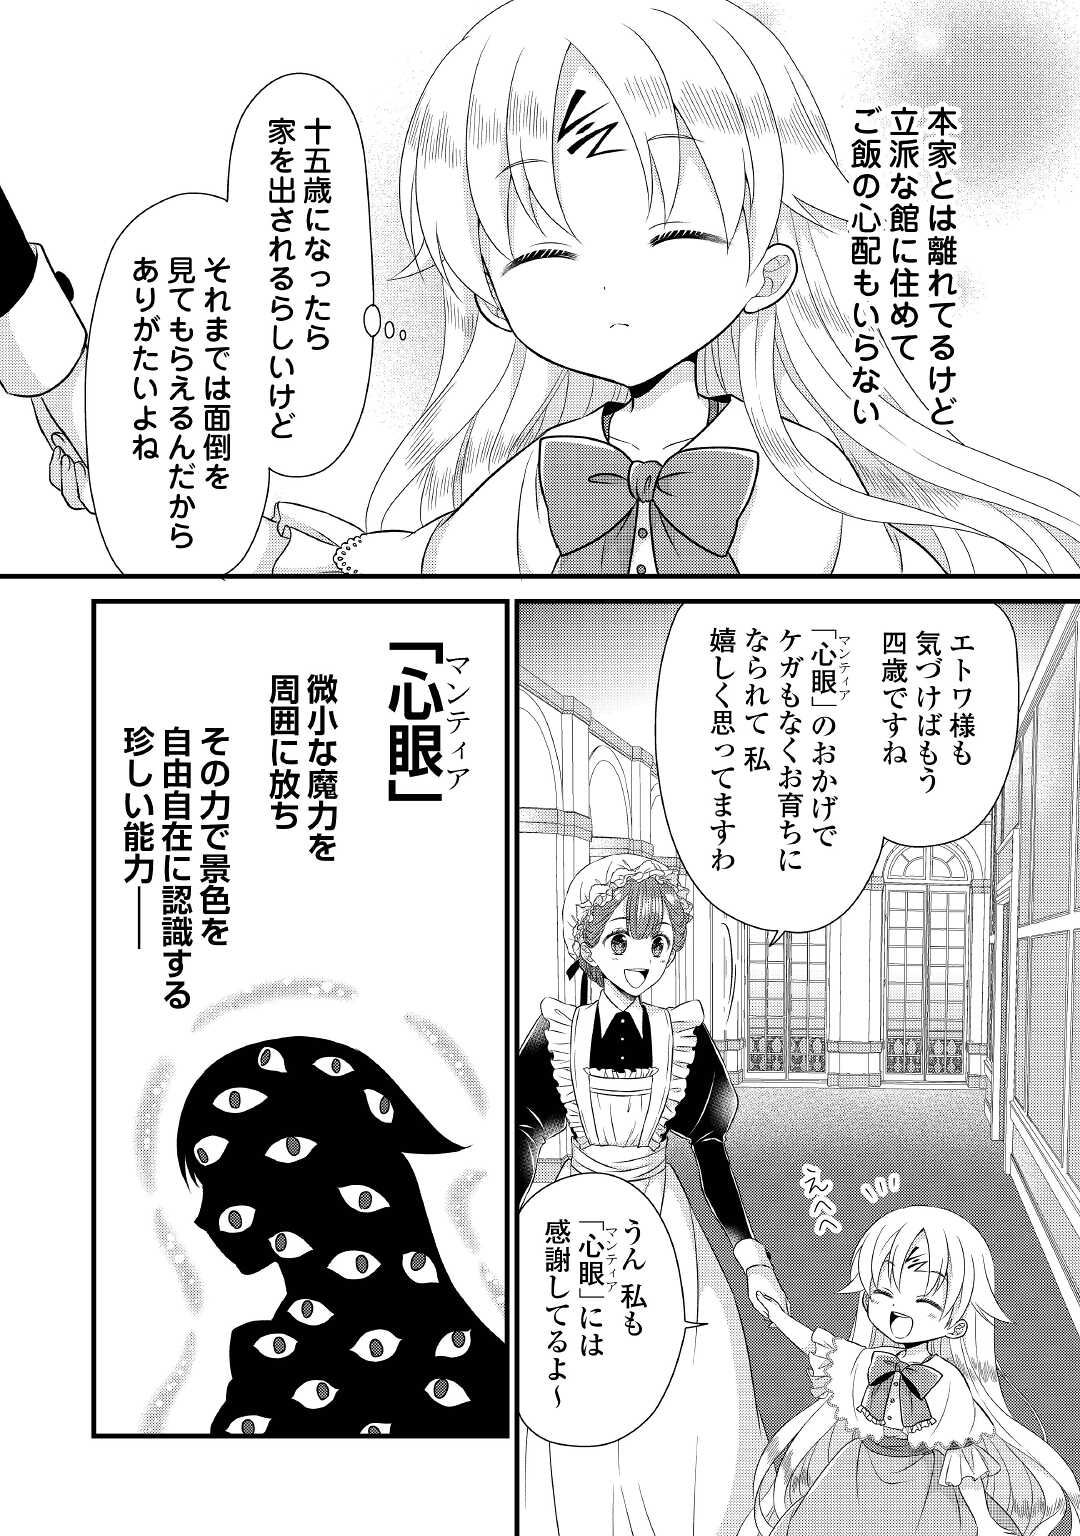 本家とは離れてるけど
立派な館に住めて
ご飯の心配もいらない
十五歳になったら
家を出されるらしいけど
それまでは面倒を
見てもらえるんだから
ありがたいよね
エトワ様も
気づけばもう
四歳ですね
「心眼」のおかげで
マンティア
ケガもなくお育ちに
なられて 私
嬉しく思ってますわ
えへへ
うん 私も
「心眼」には
マンティア
感謝してるよ～
「心眼」
マンティア
微小な魔力を
周囲に放ち
その力で景色を
自由自在に認識する
珍しい能力――